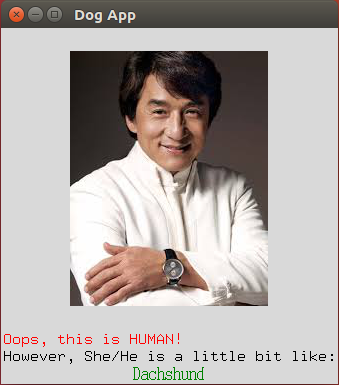 Dog App
Oops, this is HUMAN!
However, She/He is a little bit like:
Dachshund